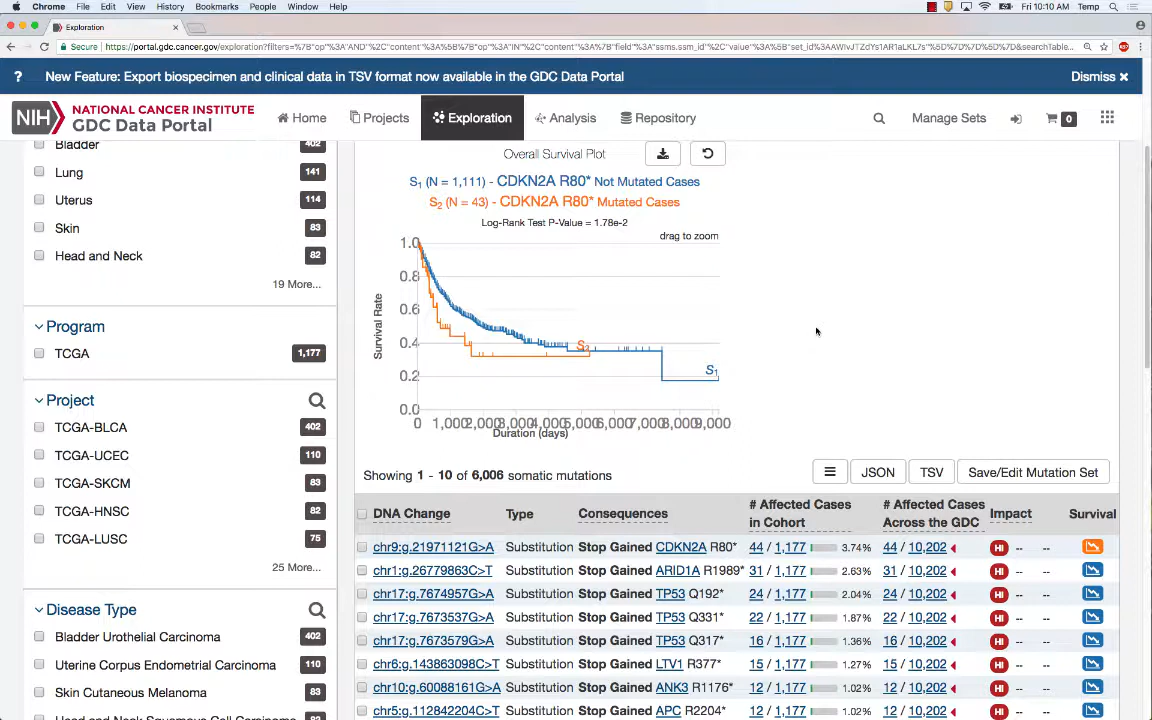 Chrome File Edit View History Bookmarks People Window Help Fri 10:10 AM Temp
Exploration
Secure
New Feature: Export biospecimen and clinical data in TSV format now available in the GDC Data Portal Dismiss ×
NIH NATIONAL CANCER INSTITUTE
GDC Data Portal
Home Projects Exploration Analysis Repository Manage Sets 0
Bladder 402
Lung 141
Uterus 114
Skin 83
Head and Neck 82
19 More...
Program
TCGA 1,177
Project
TCGA-BLCA 402
TCGA-UCEC 110
TCGA-SKCM 83
TCGA-HNSC 82
TCGA-LUSC 75
25 More...
Disease Type
Bladder Urothelial Carcinoma 402
Uterine Corpus Endometrial Carcinoma 110
Skin Cutaneous Melanoma 83
Head and Neck Squamous Cell Carcinoma 82
Overall Survival Plot
S1 (N = 1,111) - CDKN2A R80* Not Mutated Cases
S2 (N = 43) - CDKN2A R80* Mutated Cases
Log-Rank Test P-Value = 1.78e-2
drag to zoom
1.0
0.8
0.6
0.4
0.2
0.0
Survival Rate
S2
S1
0 1,000 2,000 3,000 4,000 5,000 6,000 7,000 8,000 9,000
Duration (days)
Showing 1 - 10 of 6,006 somatic mutations
JSON TSV Save/Edit Mutation Set
DNA Change Type Consequences # Affected Cases in Cohort # Affected Cases Across the GDC Impact Survival
chr9:g.21971121G>A Substitution Stop Gained CDKN2A R80* 44 / 1,177 3.74% 44 / 10,202 HI -- --
chr1:g.26779863C>T Substitution Stop Gained ARID1A R1989* 31 / 1,177 2.63% 31 / 10,202 HI -- --
chr17:g.7674957G>A Substitution Stop Gained TP53 Q192* 24 / 1,177 2.04% 24 / 10,202 HI -- --
chr17:g.7673537G>A Substitution Stop Gained TP53 Q331* 22 / 1,177 1.87% 22 / 10,202 HI -- --
chr17:g.7673579G>A Substitution Stop Gained TP53 Q317* 16 / 1,177 1.36% 16 / 10,202 HI -- --
chr6:g.143863098C>T Substitution Stop Gained LTV1 R377* 15 / 1,177 1.27% 15 / 10,202 HI -- --
chr10:g.60088161G>A Substitution Stop Gained ANK3 R1176* 12 / 1,177 1.02% 12 / 10,202 HI -- --
chr5:g.112842204C>T Substitution Stop Gained APC R2204* 12 / 1,177 1.02% 12 / 10,202 HI -- --